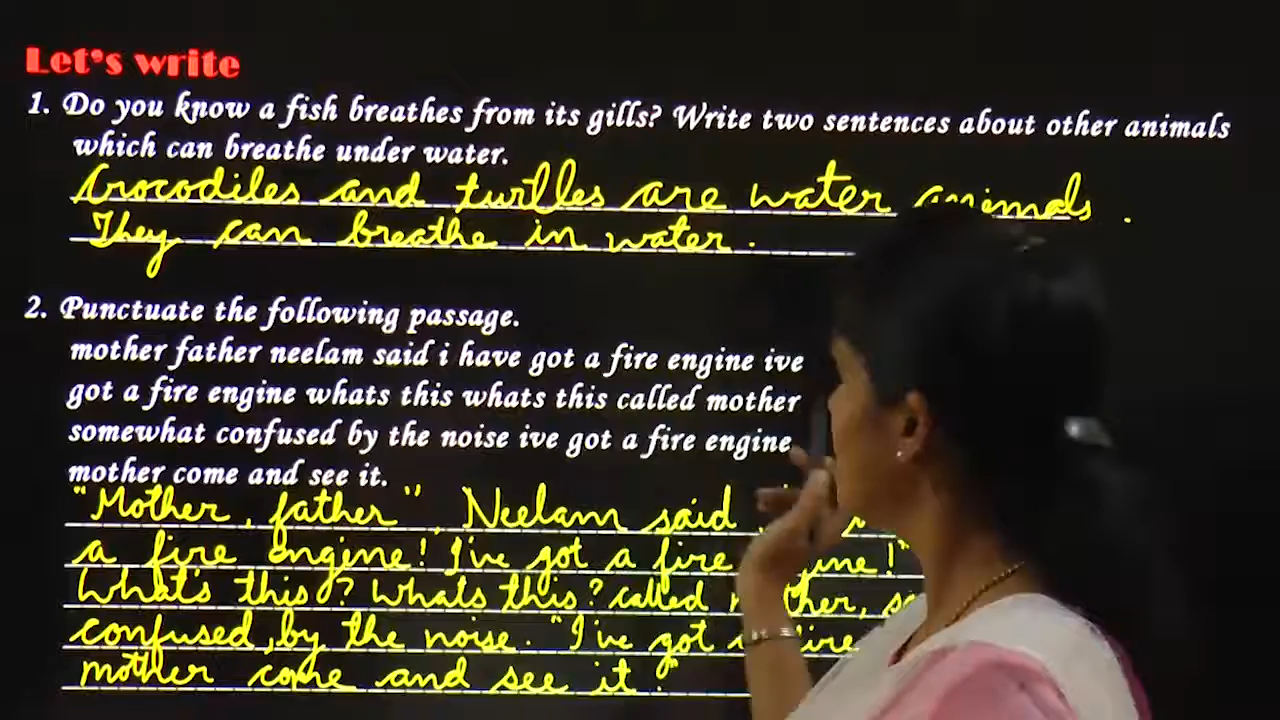 Let's write
1. Do you know a fish breathes from its gills? Write two sentences about other animals
which can breathe under water.
Crocodiles and turtles are water animals.
They can breathe in water.
2. Punctuate the following passage.
mother father neelam said i have got a fire engine ive
got a fire engine whats this whats this called mother
somewhat confused by the noise ive got a fire engine
mother come and see it.
"Mother, father", Neelam said
a fire engine! I've got a fire
What's this? Whats this? called
confused, by the noise. "I've got
mother come and see it."